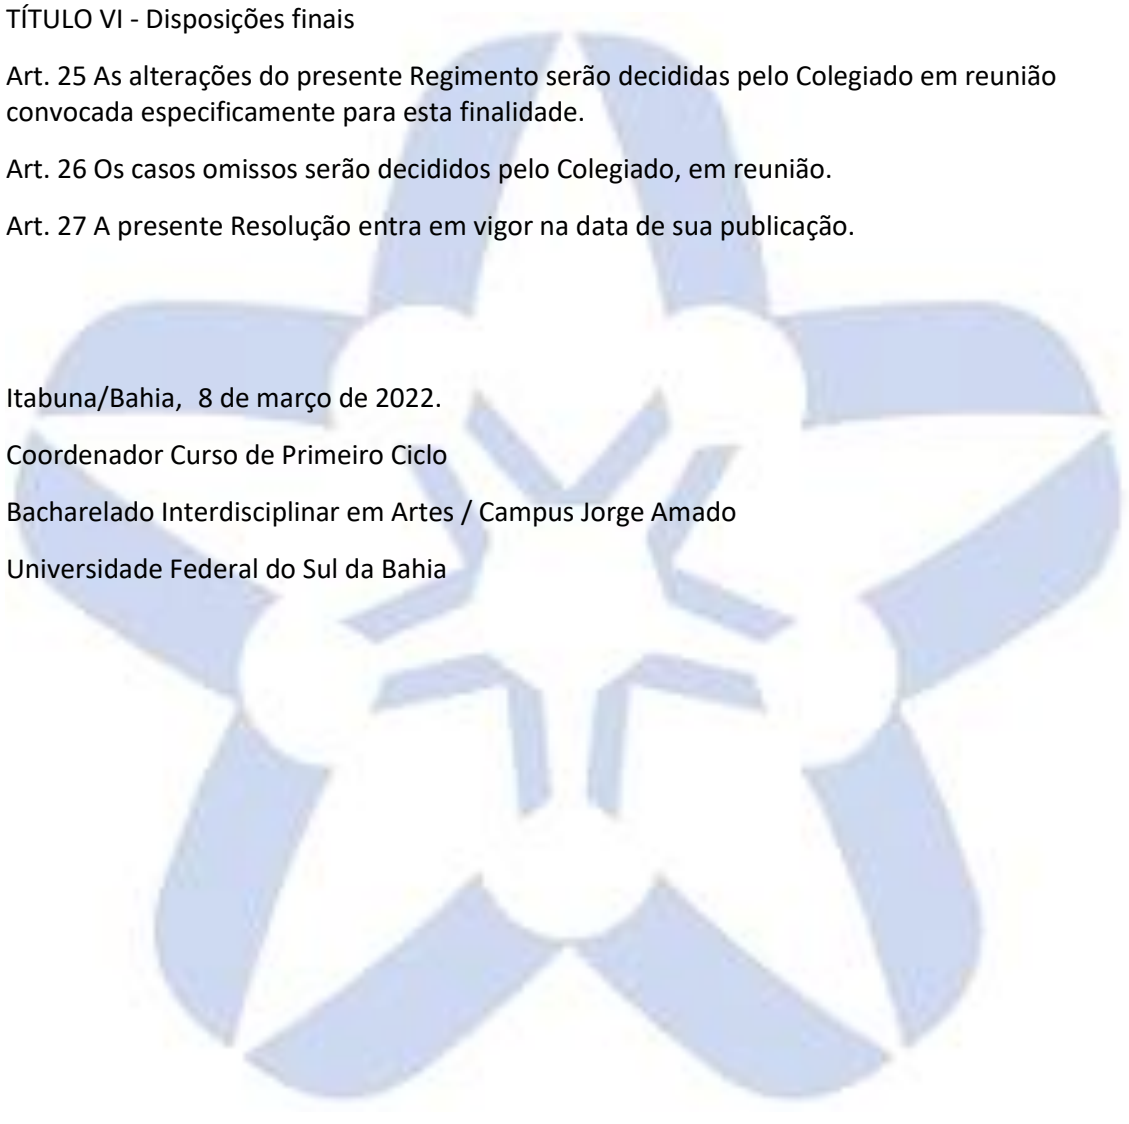 TÍTULO VI - Disposições finais
Art. 25 As alterações do presente Regimento serão decididas pelo Colegiado em reunião
convocada especificamente para esta finalidade.
Art. 26 Os casos omissos serão decididos pelo Colegiado, em reunião.
Art. 27 A presente Resolução entra em vigor na data de sua publicação.
Itabuna/Bahia,  8 de março de 2022.
Coordenador Curso de Primeiro Ciclo
Bacharelado Interdisciplinar em Artes / Campus Jorge Amado
Universidade Federal do Sul da Bahia